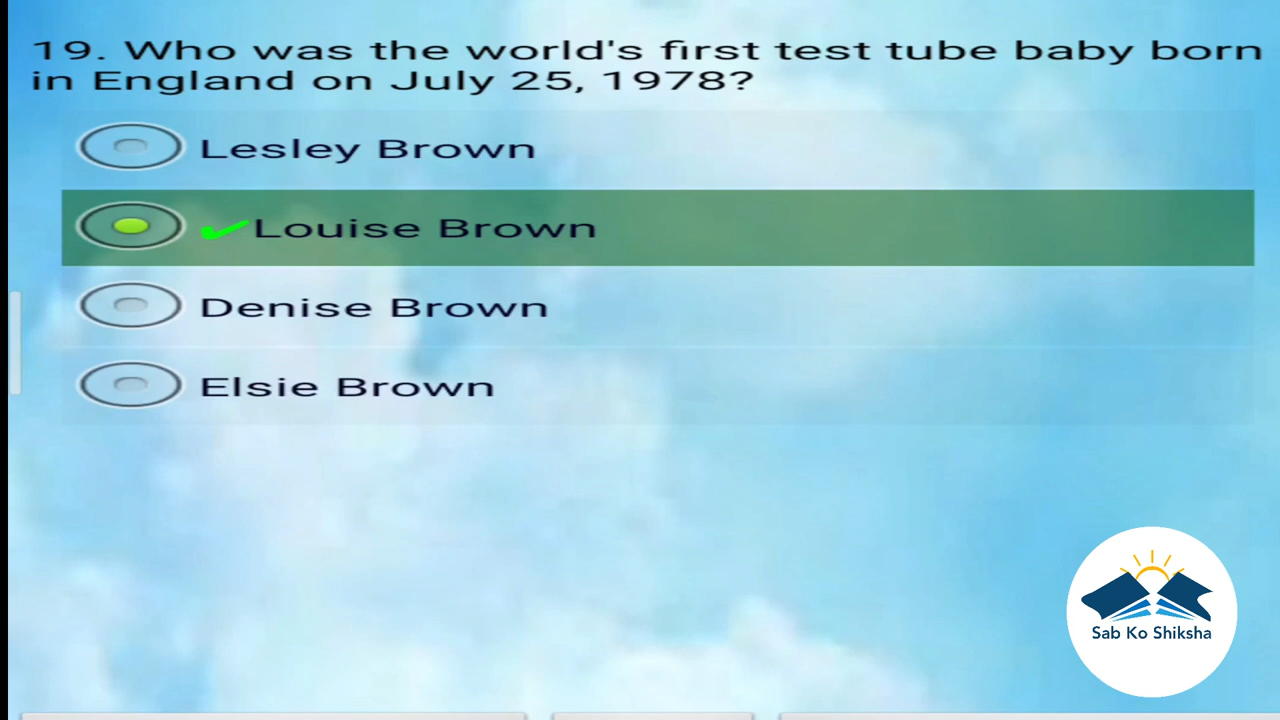 19. Who was the world's first test tube baby born
in England on July 25, 1978?
Lesley Brown
Louise Brown
Denise Brown
Elsie Brown
Sab Ko Shiksha